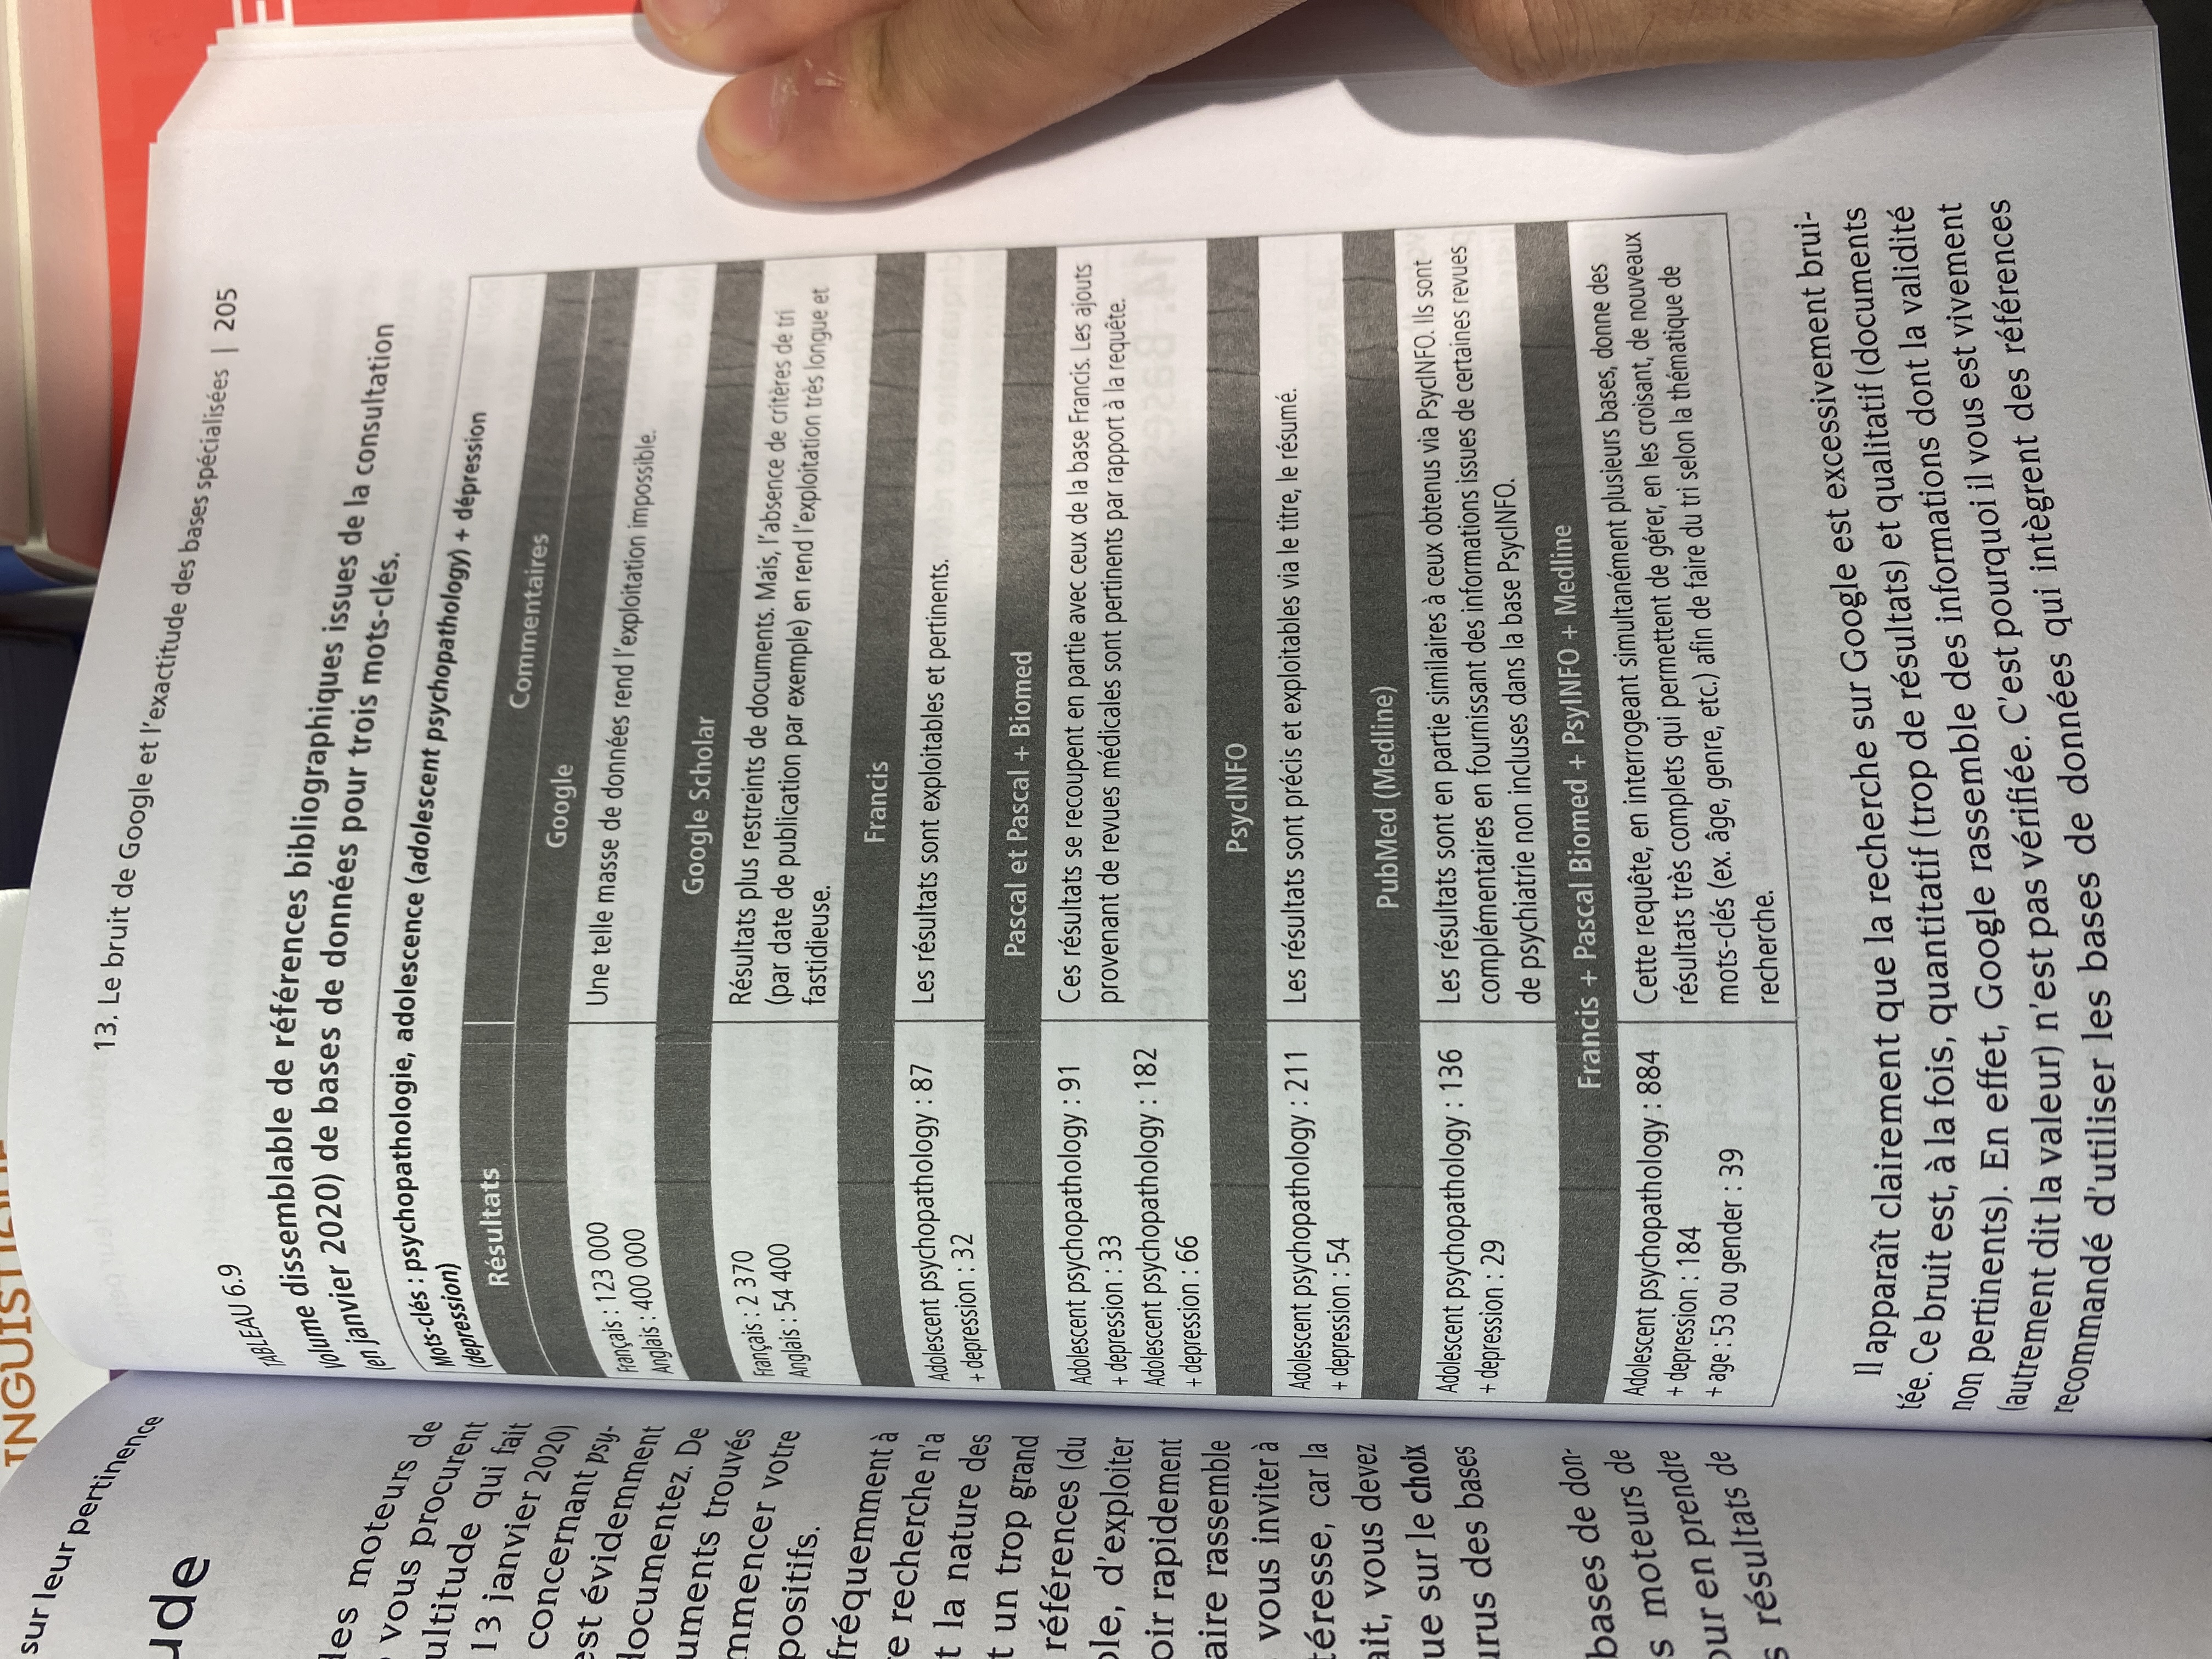 INGUISTIQUE
sur leur pertinence
ude
des moteurs de
vous procurent
ultitude qui fait
13 janvier 2020)
concernant psy-
est évidemment
documentez. De
uments trouvés
mmencer votre
positifs.
fréquemment à
re recherche n'a
t la nature des
t un trop grand
références (du
ple, d'exploiter
oir rapidement
aire rassemble
vous inviter à
téresse, car la
ait, vous devez
ue sur le choix
urus des bases
bases de don-
s moteurs de
our en prendre
s résultats de
13. Le bruit de Google et l'exactitude des bases spécialisées | 205
TABLEAU 6.9
Volume dissemblable de références bibliographiques issues de la consultation
(en janvier 2020) de bases de données pour trois mots-clés.
Mots-clés : psychopathologie, adolescence (adolescent psychopathology) + dépression
(depression)
Résultats
Commentaires
Google
Français : 123 000
Anglais : 400 000
Une telle masse de données rend l'exploitation impossible.
Google Scholar
Français : 2 370
Anglais : 54 400
Résultats plus restreints de documents. Mais, l'absence de critères de tri
(par date de publication par exemple) en rend l'exploitation très longue et
fastidieuse.
Francis
Adolescent psychopathology : 87
+ depression : 32
Les résultats sont exploitables et pertinents.
Pascal et Pascal + Biomed
Adolescent psychopathology : 91
+ depression : 33
Adolescent psychopathology : 182
+ depression : 66
Ces résultats se recoupent en partie avec ceux de la base Francis. Les ajouts
provenant de revues médicales sont pertinents par rapport à la requête.
PsycINFO
Adolescent psychopathology : 211
+ depression : 54
Les résultats sont précis et exploitables via le titre, le résumé.
PubMed (Medline)
Adolescent psychopathology : 136
+ depression : 29
Les résultats sont en partie similaires à ceux obtenus via PsycINFO. Ils sont
complémentaires en fournissant des informations issues de certaines revues
de psychiatrie non incluses dans la base PsycINFO.
Francis + Pascal Biomed + PsyINFO + Medline
Adolescent psychopathology : 884
+ depression : 184
+ age : 53 ou gender : 39
Cette requête, en interrogeant simultanément plusieurs bases, donne des
résultats très complets qui permettent de gérer, en les croisant, de nouveaux
mots-clés (ex. âge, genre, etc.) afin de faire du tri selon la thématique de
recherche.
Il apparaît clairement que la recherche sur Google est excessivement brui-
tée. Ce bruit est, à la fois, quantitatif (trop de résultats) et qualitatif (documents
non pertinents). En effet, Google rassemble des informations dont la validité
(autrement dit la valeur) n'est pas vérifiée. C'est pourquoi il vous est vivement
recommandé d'utiliser les bases de données qui intègrent des références